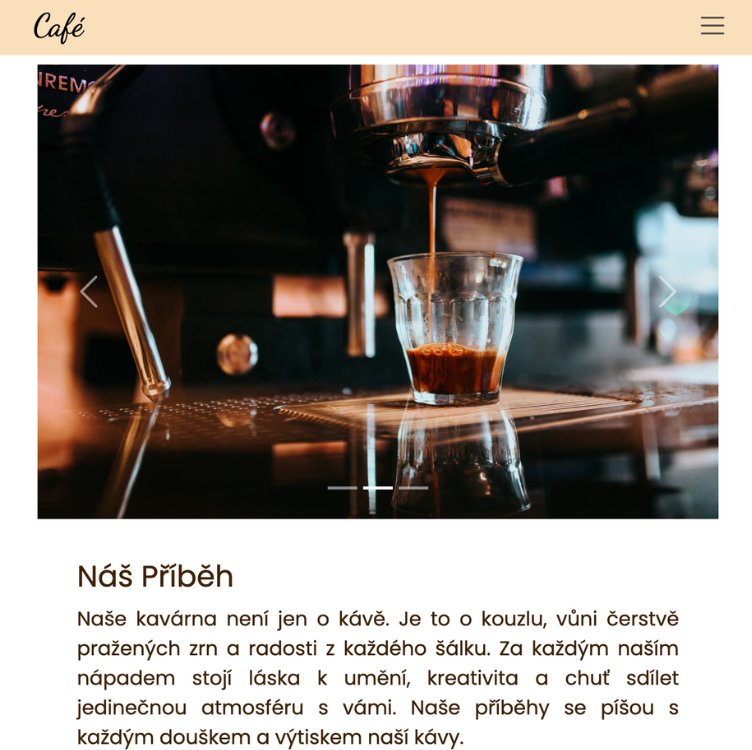 Café
Náš Příběh
Naše kavárna není jen o kávě. Je to o kouzlu, vůni čerstvě
pražených zrn a radosti z každého šálku. Za každým naším
nápadem stojí láska k umění, kreativita a chuť sdílet
jedinečnou atmosféru s vámi. Naše příběhy se píšou s
každým douškem a výtiskem naší kávy.